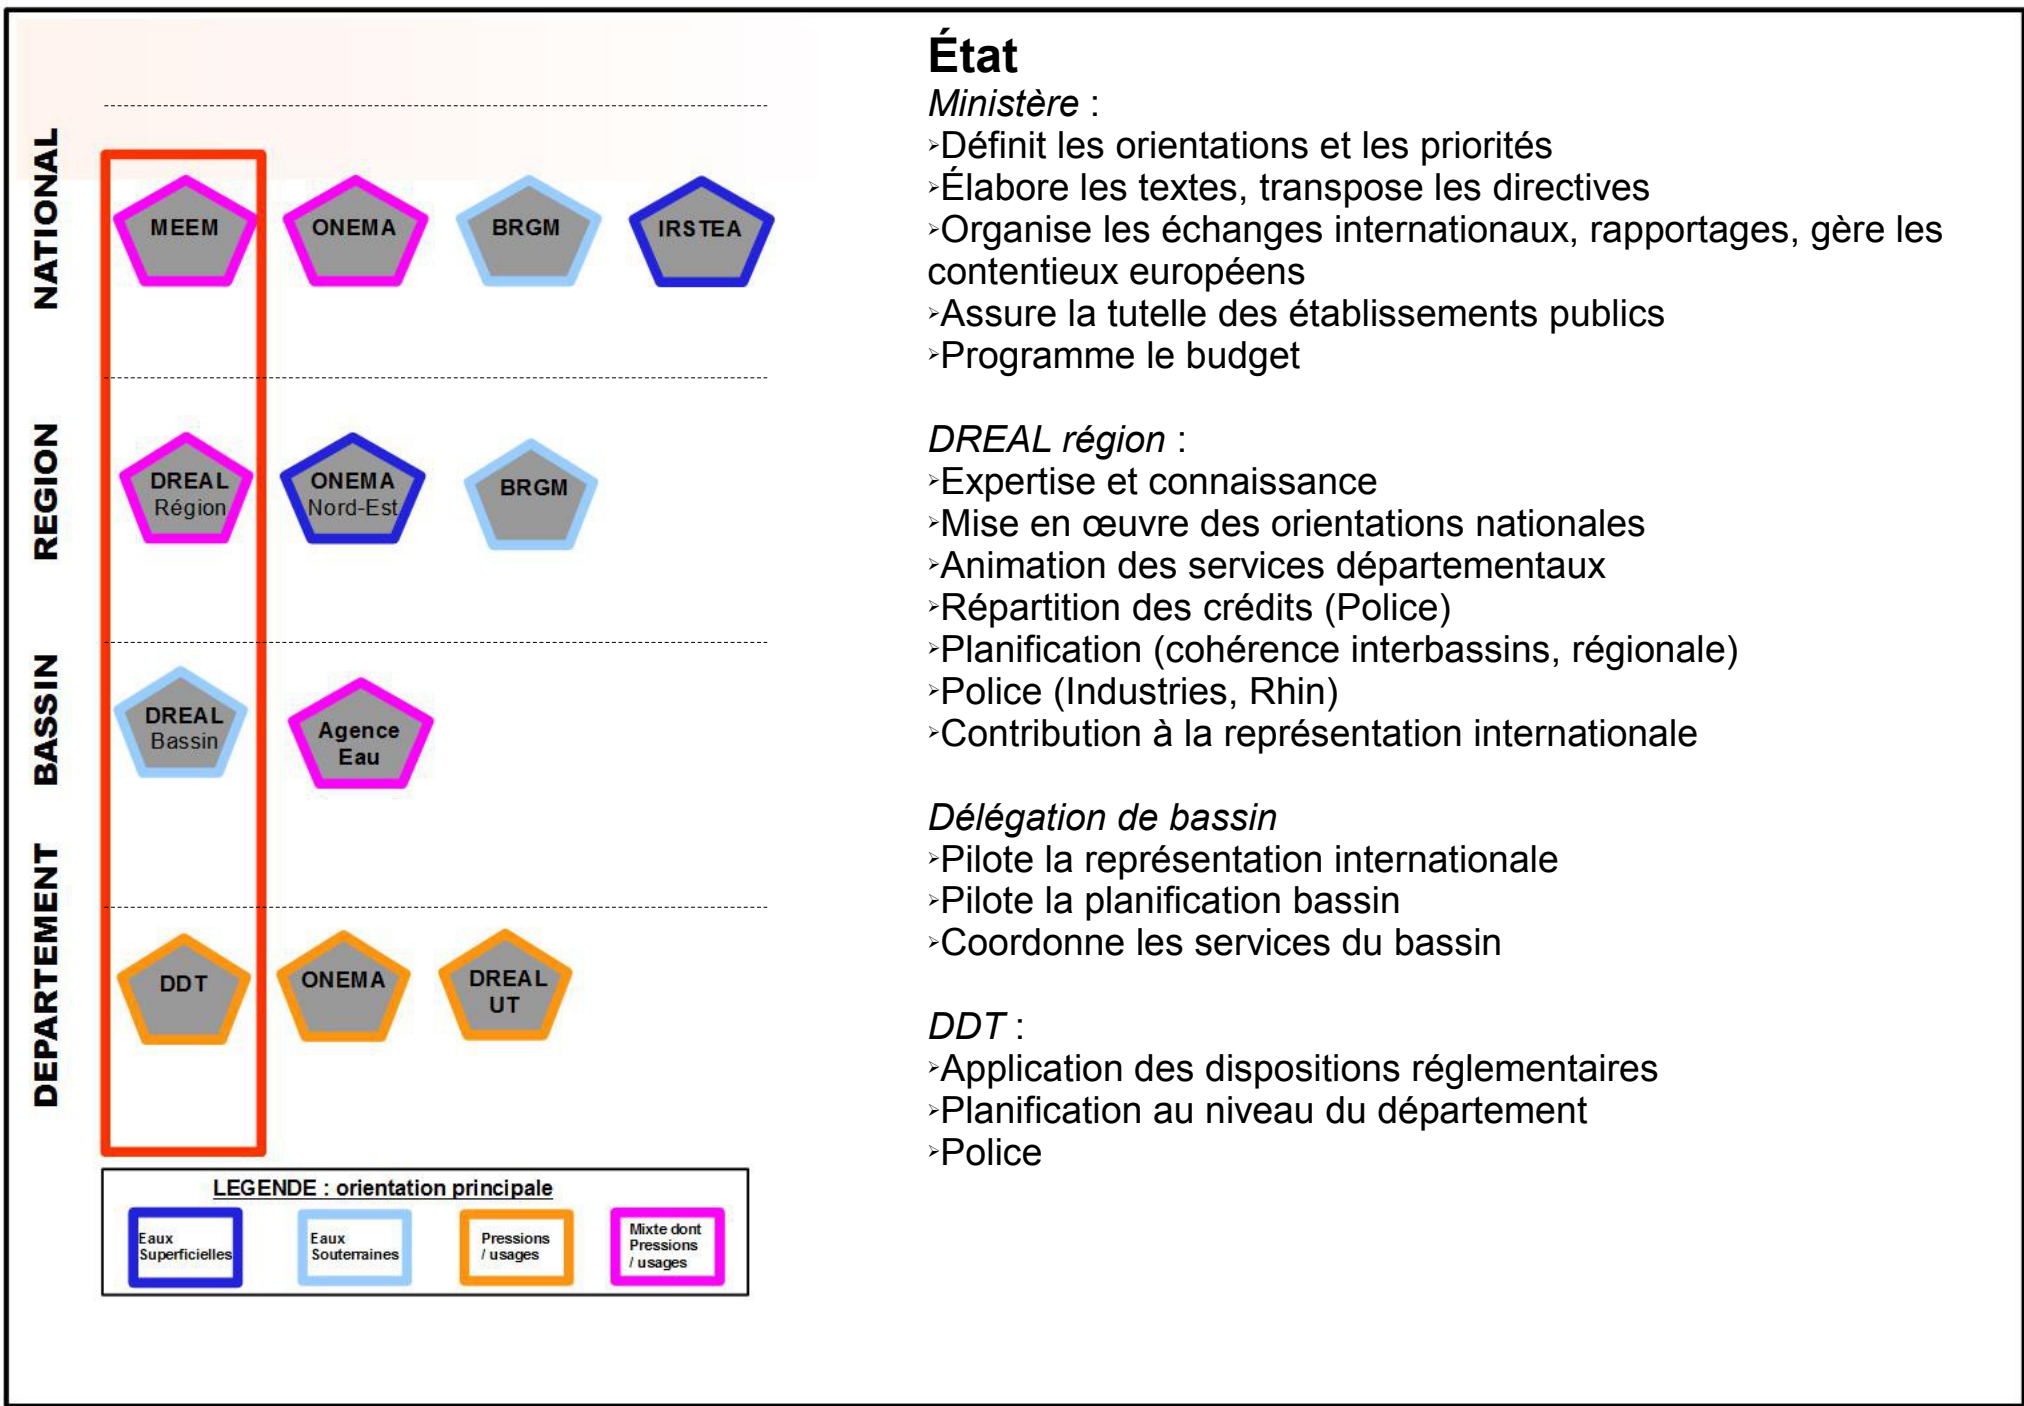 NATIONAL
MEEM
ONEMA
BRGM
IRSTEA
REGION
DREAL
Région
ONEMA
Nord-Est
BRGM
BASSIN
DREAL
Bassin
Agence
Eau
DEPARTEMENT
DDT
ONEMA
DREAL
UT
LEGENDE : orientation principale
Eaux
Superficielles
Eaux
Souterraines
Pressions
/ usages
Mixte dont
Pressions
/ usages
État
Ministère :
➢Définit les orientations et les priorités
➢Élabore les textes, transpose les directives
➢Organise les échanges internationaux, rapportages, gère les
contentieux européens
➢Assure la tutelle des établissements publics
➢Programme le budget
DREAL région :
➢Expertise et connaissance
➢Mise en œuvre des orientations nationales
➢Animation des services départementaux
➢Répartition des crédits (Police)
➢Planification (cohérence interbassins, régionale)
➢Police (Industries, Rhin)
➢Contribution à la représentation internationale
Délégation de bassin
➢Pilote la représentation internationale
➢Pilote la planification bassin
➢Coordonne les services du bassin
DDT :
➢Application des dispositions réglementaires
➢Planification au niveau du département
➢Police